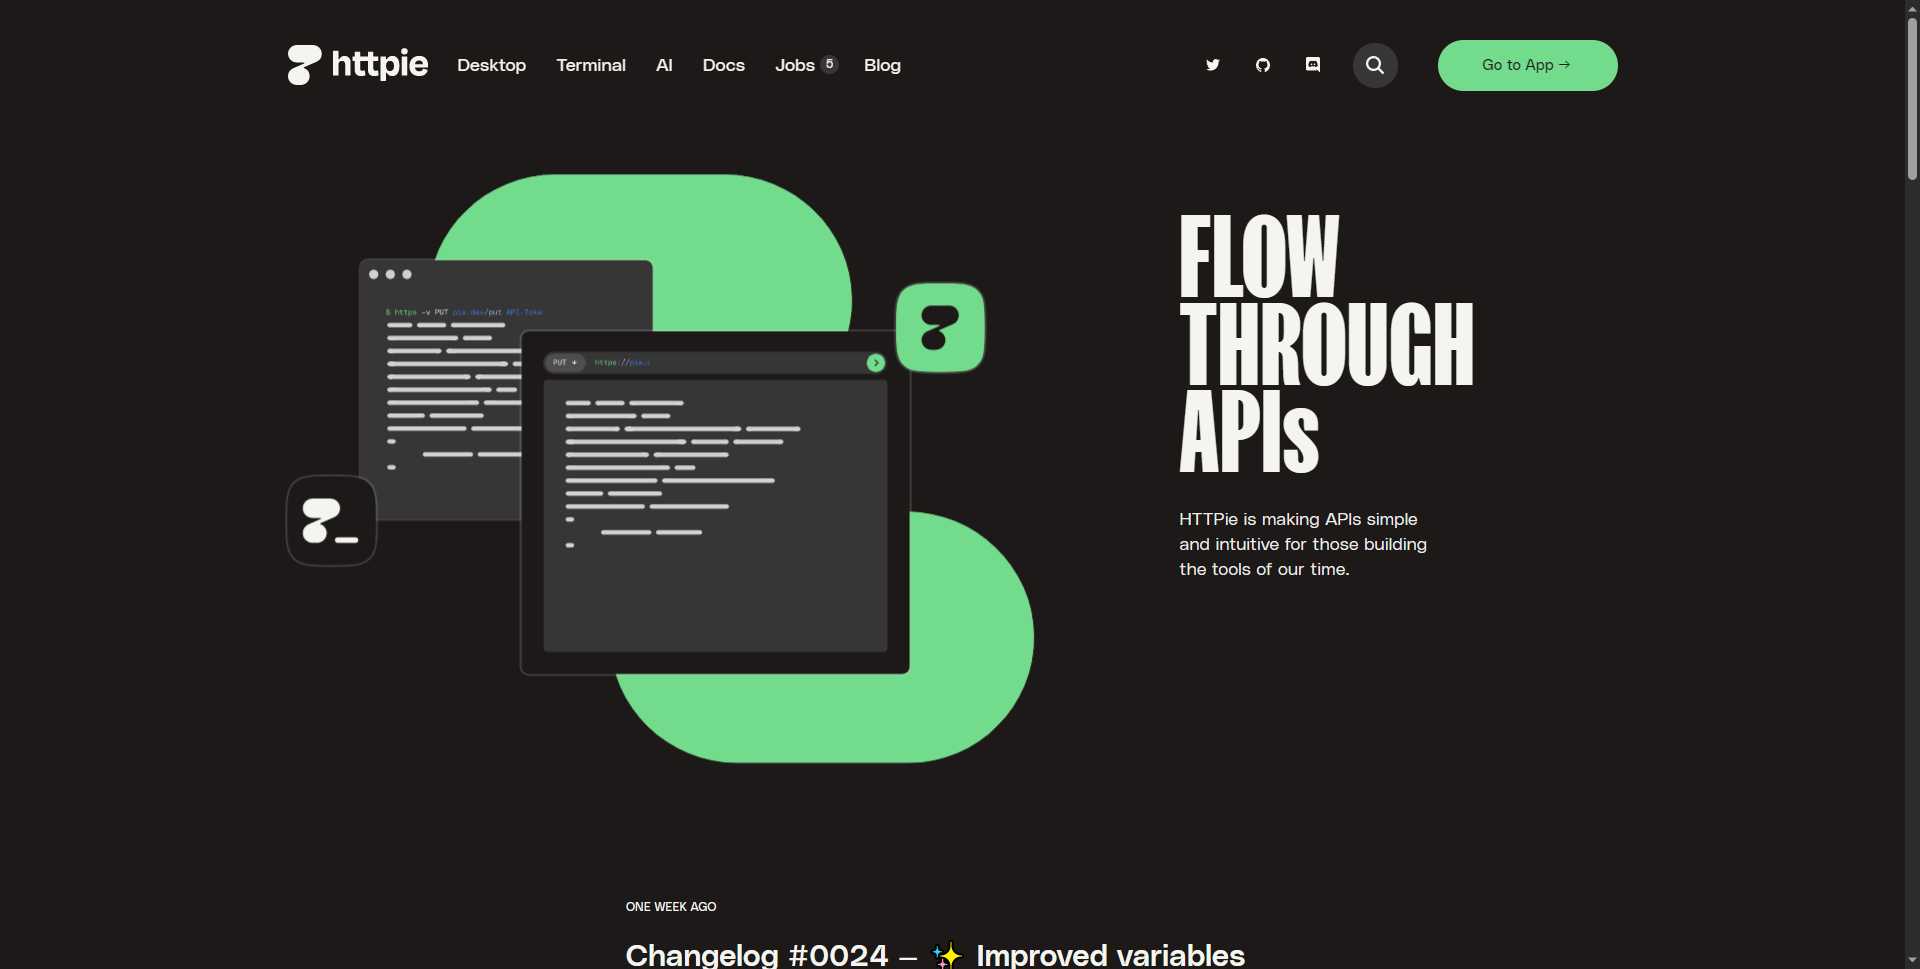 httpie
Desktop
Terminal
AI
Docs
Jobs 5
Blog
Go to App →
$ https -v PUT pie.dev/put API-Toke
PUT
https://pie.
FLOW
THROUGH
APIs
HTTPie is making APIs simple
and intuitive for those building
the tools of our time.
ONE WEEK AGO
Changelog #0024 – ✨ Improved variables